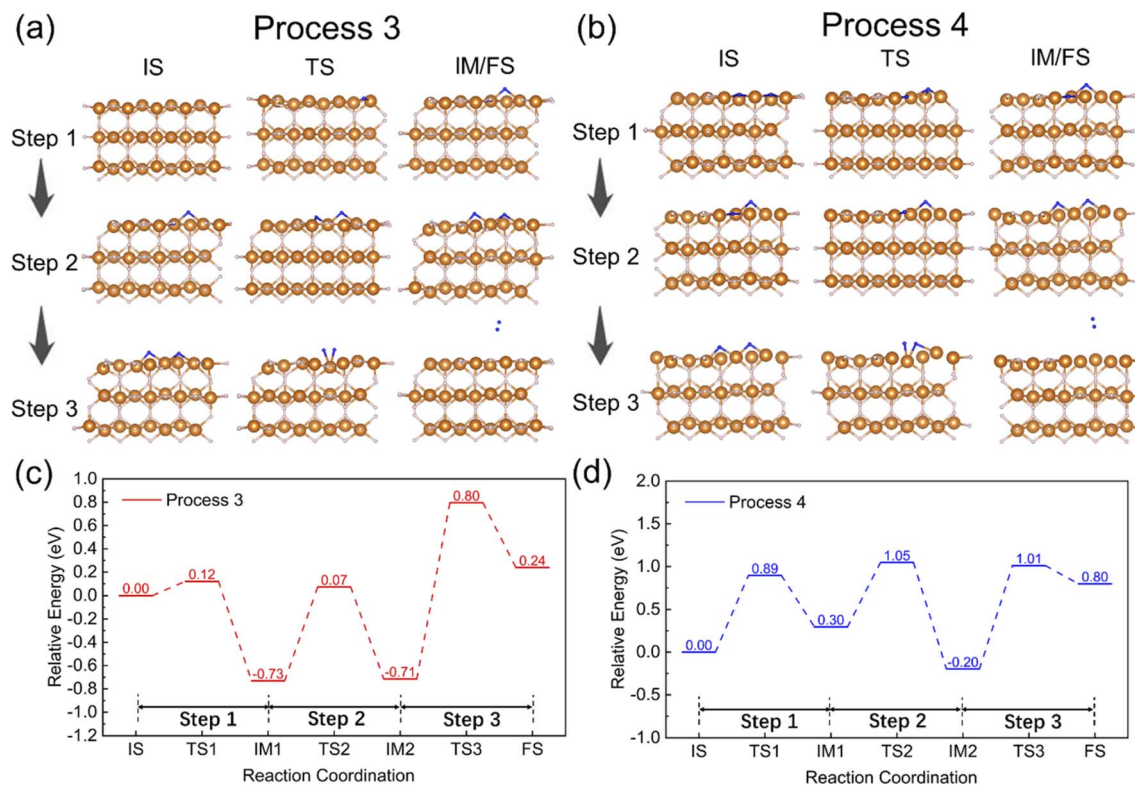 (a) Process 3
IS TS IM/FS
Step 1
Step 2
Step 3
(b) Process 4
IS TS IM/FS
Step 1
Step 2
Step 3
(c)
Relative Energy (eV)
1.0
0.8
0.6
0.4
0.2
0.0
-0.2
-0.4
-0.6
-0.8
-1.0
-1.2
Process 3
0.00
0.12
-0.73
0.07
-0.71
0.80
0.24
Step 1 Step 2 Step 3
IS TS1 IM1 TS2 IM2 TS3 FS
Reaction Coordination
(d)
Relative Energy (eV)
2.0
1.5
1.0
0.5
0.0
-0.5
-1.0
Process 4
0.00
0.89
0.30
1.05
-0.20
1.01
0.80
Step 1 Step 2 Step 3
IS TS1 IM1 TS2 IM2 TS3 FS
Reaction Coordination